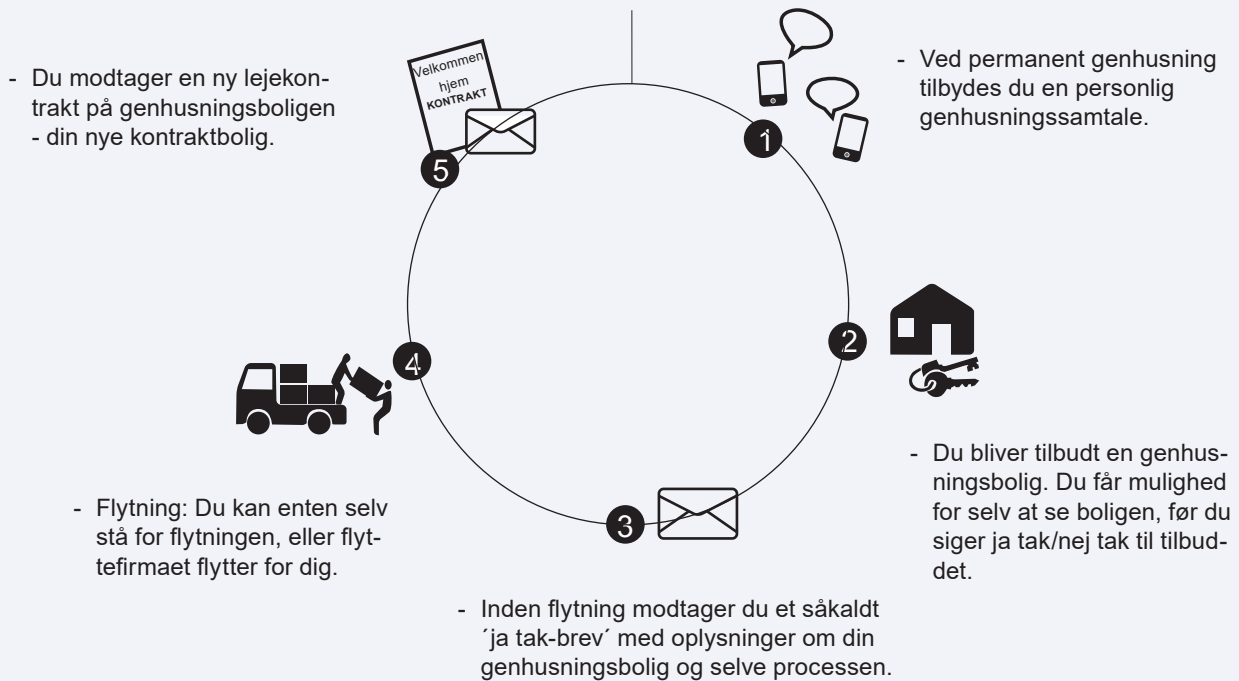 1
- Ved permanent genhusning
tilbydes du en personlig
genhusningssamtale.
2
- Du bliver tilbudt en genhus-
ningsbolig. Du får mulighed
for selv at se boligen, før du
siger ja tak/nej tak til tilbud-
det.
3
- Inden flytning modtager du et såkaldt
´ja tak-brev´ med oplysninger om din
genhusningsbolig og selve processen.
4
- Flytning: Du kan enten selv
stå for flytningen, eller flyt-
tefirmaet flytter for dig.
5
Velkommen
hjem
KONTRAKT
- Du modtager en ny lejekon-
trakt på genhusningsboligen
- din nye kontraktbolig.